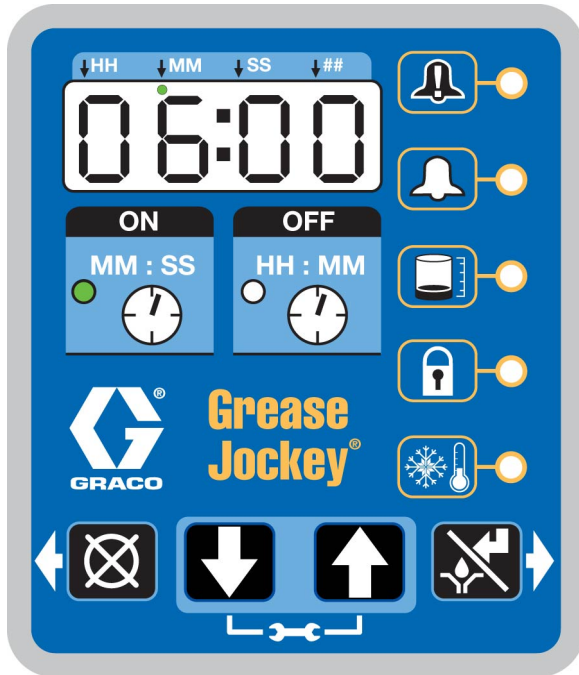 HH MM SS ##
06:00
ON OFF
MM : SS HH : MM
Grease
Jockey®
®
GRACO